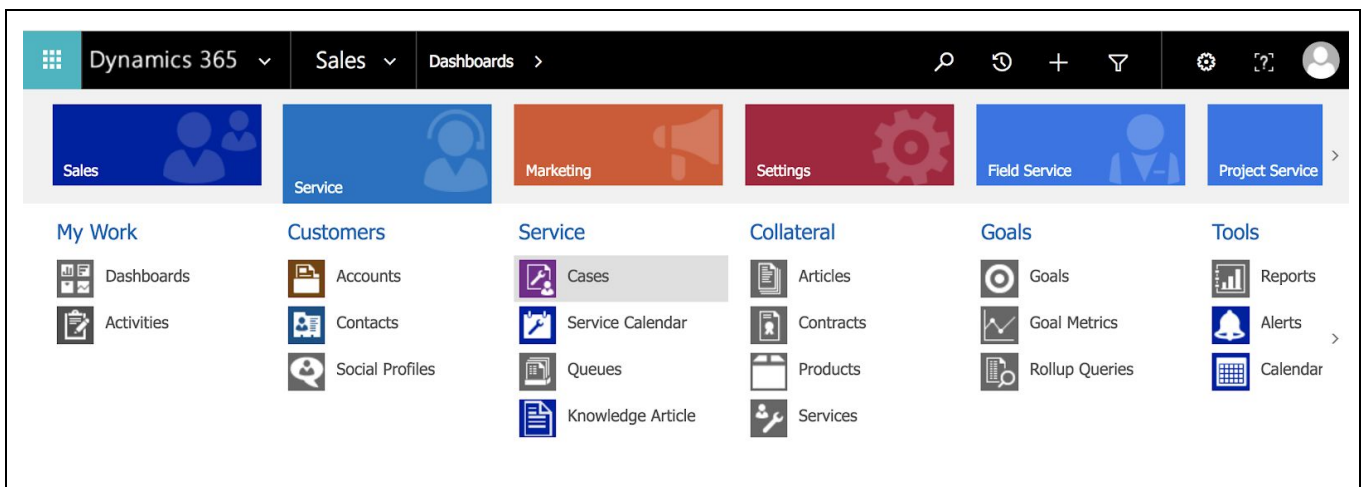 Dynamics 365 Sales Dashboards
Sales Service Marketing Settings Field Service Project Service
My Work Customers Service Collateral Goals Tools
Dashboards Accounts Cases Articles Goals Reports
Activities Contacts Service Calendar Contracts Goal Metrics Alerts
Social Profiles Queues Products Rollup Queries Calendar
Knowledge Article Services